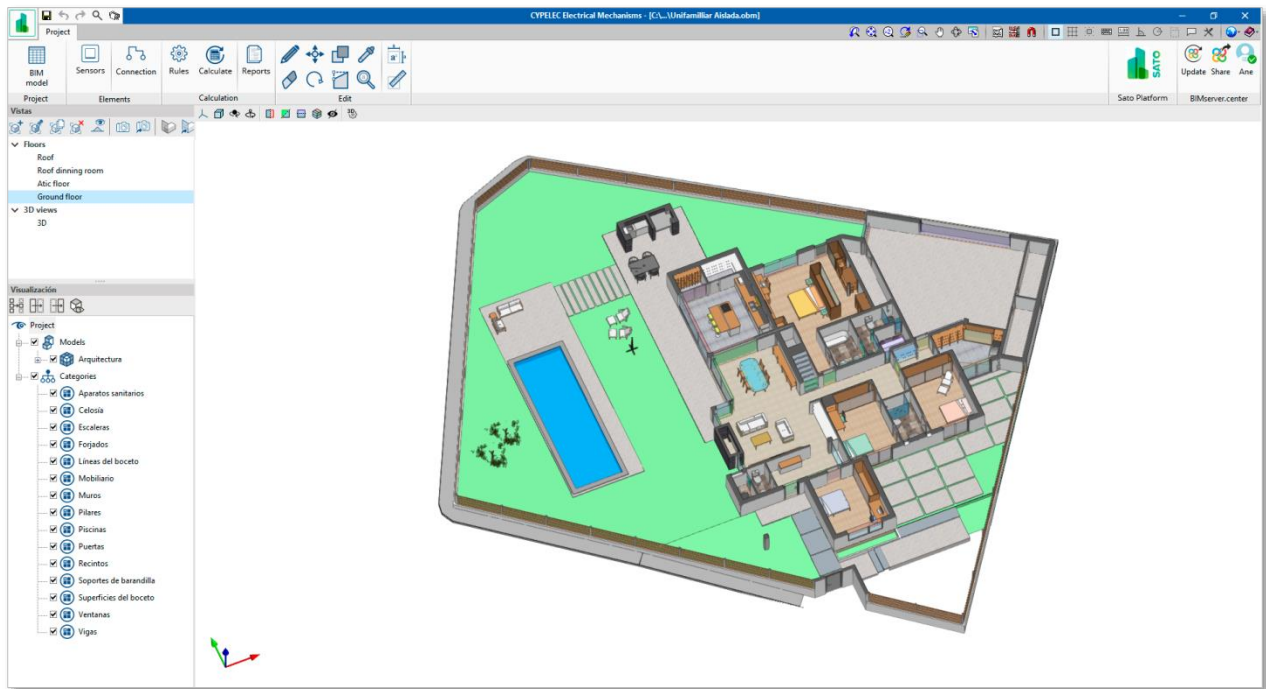 CYPELEC Electrical Mechanisms - [C:\...\Unifamilliar Aislada.obm]
Project
BIM model
Sensors
Connection
Rules
Calculate
Reports
SATO
Update
Share
Ane
Project
Elements
Calculation
Edit
Sato Platform
BIMserver.center
Vistas
Floors
Roof
Roof dinning room
Atic floor
Ground floor
3D views
3D
Visualización
Project
Models
Arquitectura
Categories
Aparatos sanitarios
Celosía
Escaleras
Forjados
Líneas del boceto
Mobiliario
Muros
Pilares
Piscinas
Puertas
Recintos
Soportes de barandilla
Superficies del boceto
Ventanas
Vigas